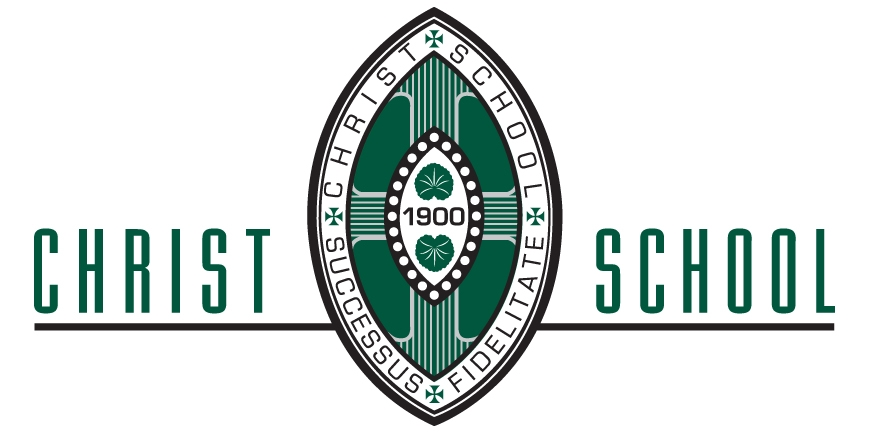 CHRIST SCHOOL
CHRIST SCHOOL
1900
SUCCESSUS FIDELITATE